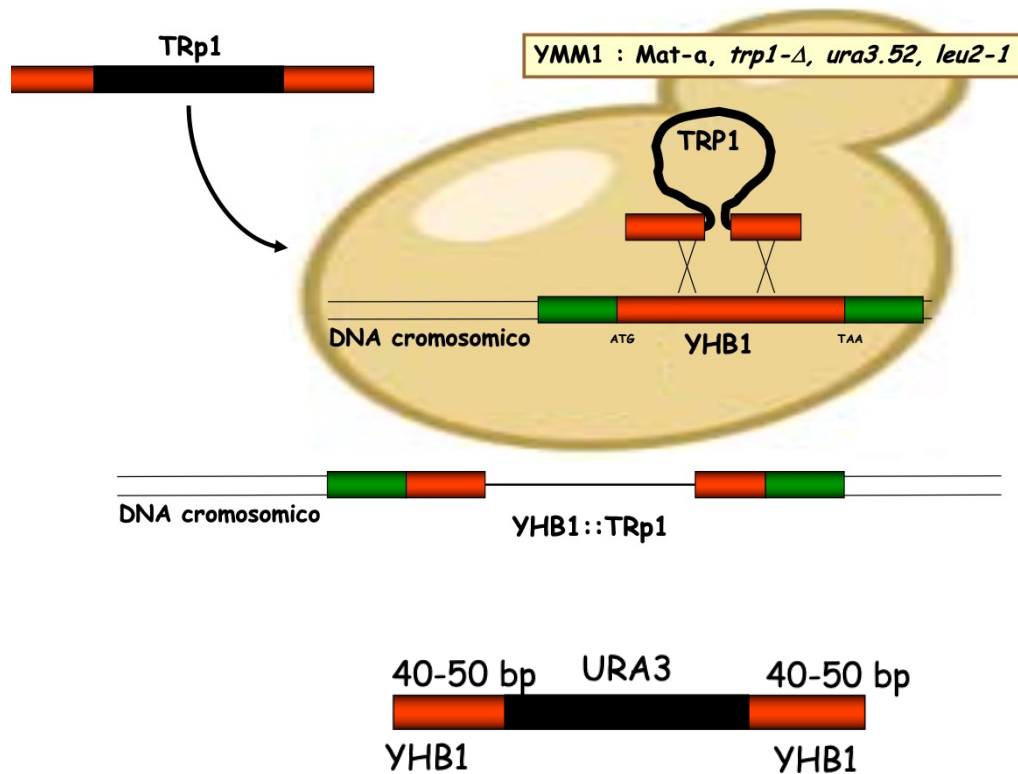 TRp1
YMM1 : Mat-a, trp1-Δ, ura3.52, leu2-1
TRP1
DNA cromosomico
ATG
YHB1
TAA
DNA cromosomico
YHB1::TRp1
40-50 bp
URA3
40-50 bp
YHB1
YHB1